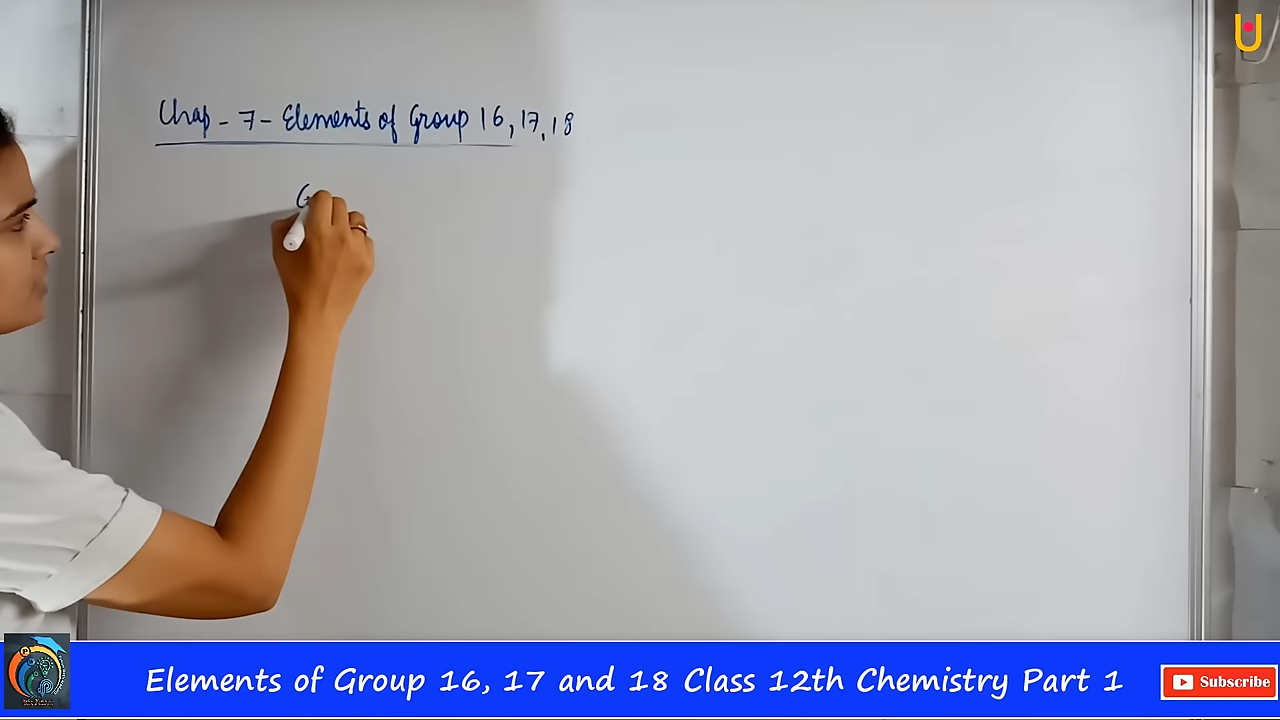 Chap - 7 - Elements of Group 16, 17, 18
G
Elements of Group 16, 17 and 18 Class 12th Chemistry Part 1
Subscribe